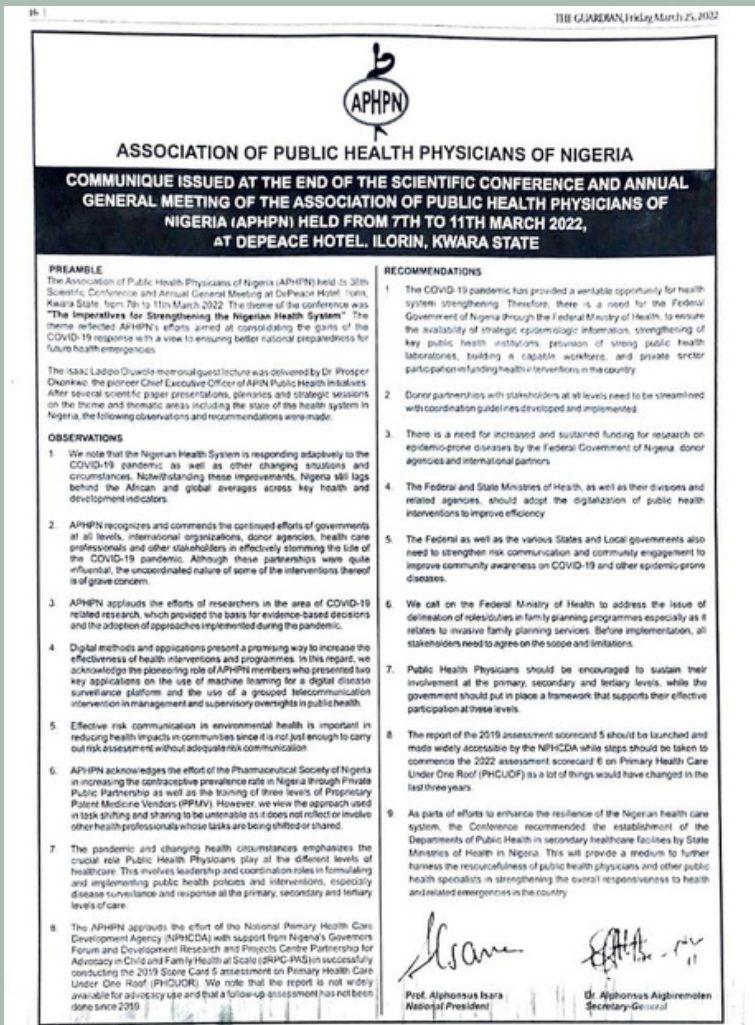 16
THE GUARDIAN, Friday, March 25, 2022
APHPN
ASSOCIATION OF PUBLIC HEALTH PHYSICIANS OF NIGERIA
COMMUNIQUE ISSUED AT THE END OF THE SCIENTIFIC CONFERENCE AND ANNUAL
GENERAL MEETING OF THE ASSOCIATION OF PUBLIC HEALTH PHYSICIANS OF
NIGERIA (APHPN) HELD FROM 7TH TO 11TH MARCH 2022,
AT DEPEACE HOTEL, ILORIN, KWARA STATE
PREAMBLE
The Association of Public Health Physicians of Nigeria (APHPN) held its
Scientific Conference and Annual General Meeting at DePeace Hotel, Ilorin,
Kwara State, from 7th to 11th March 2022. The theme of the conference was
"The Imperatives for Strengthening the Nigerian Health System" The
theme reflected APHPN's efforts aimed at consolidating the gains of the
COVID-19 response with a view to ensuring better national preparedness for
future health emergencies.
The Isaac Ladipo Oluwole memorial guest lecture was delivered by Dr Prosper
Okonkwo, the pioneer Chief Executive Officer of APIN Public Health Initiatives.
After several scientific paper presentations, plenaries and strategic sessions
on the theme and thematic areas including the state of the health system in
Nigeria, the following observations and recommendations were made.
OBSERVATIONS
1. We note that the Nigerian Health System is responding adaptively to the
COVID-19 pandemic as well as other changing situations and
circumstances. Notwithstanding these improvements, Nigeria still lags
behind the African and global averages across key health and
development indicators.
2. APHPN recognizes and commends the continued efforts of governments
at all levels, international organizations, donor agencies, health care
professionals and other stakeholders in effectively stemming the tide of
the COVID-19 pandemic. Although these partnerships were quite
influential, the uncoordinated nature of some of the interventions thereof
is of grave concern.
3. APHPN applauds the efforts of researchers in the area of COVID-19
related research, which provided the basis for evidence-based decisions
and the adoption of approaches implemented during the pandemic.
4. Digital methods and applications present a promising way to increase the
effectiveness of health interventions and programmes. In this regard, we
acknowledge the pioneering role of APHPN members who presented two
key applications on the use of machine learning for a digital disease
surveillance platform and the use of a grouped telecommunication
intervention in management and supervisory oversights in public health.
5. Effective risk communication in environmental health is important in
reducing health impacts in communities since it is not just enough to carry
out risk assessment without adequate risk communication.
6. APHPN acknowledges the effort of the Pharmaceutical Society of Nigeria
in increasing the contraceptive prevalence rate in Nigeria through Private
Public Partnership as well as the training of three levels of Proprietary
Patent Medicine Vendors (PPMV). However, we view the approach used
in task shifting and sharing to be untenable as it does not reflect or involve
other health professionals whose tasks are being shifted or shared.
7. The pandemic and changing health circumstances emphasizes the
crucial role Public Health Physicians play at the different levels of
healthcare. This involves leadership and coordination roles in formulating
and implementing public health policies and interventions, especially
disease surveillance and response at the primary, secondary and tertiary
levels of care.
8. The APHPN applauds the effort of the National Primary Health Care
Development Agency (NPHCDA) with support from Nigeria's Governors
Forum and Development Research and Projects Centre Partnership for
Advocacy in Child and Family Health at Scale (dRPC-PAS) in successfully
conducting the 2019 Score Card 5 assessment on Primary Health Care
Under One Roof (PHCUOR). We note that the report is not widely
available for advocacy use and that a follow-up assessment has not been
done since 2019
RECOMMENDATIONS
1 The COVID-19 pandemic has provided a veritable opportunity for health
system strengthening. Therefore, there is a need for the Federal
Government of Nigeria through the Federal Ministry of Health, to ensure
the availability of strategic epidemiologic information, strengthening of
key public health institutions, provision of strong public health
laboratories, building a capable workforce, and private sector
participation in funding health interventions in the country.
2 Donor partnerships with stakeholders at all levels need to be streamlined
with coordination guidelines developed and implemented.
3. There is a need for increased and sustained funding for research on
epidemic-prone diseases by the Federal Government of Nigeria, donor
agencies and international partners
4. The Federal and State Ministries of Health, as well as their divisions and
related agencies, should adopt the digitalization of public health
interventions to improve efficiency
5. The Federal as well as the various States and Local governments also
need to strengthen risk communication and community engagement to
improve community awareness on COVID-19 and other epidemic-prone
diseases.
6. We call on the Federal Ministry of Health to address the issue of
delineation of roles/duties in family planning programmes especially as it
relates to invasive family planning services. Before implementation, all
stakeholders need to agree on the scope and limitations.
7. Public Health Physicians should be encouraged to sustain their
involvement at the primary, secondary and tertiary levels, while the
government should put in place a framework that supports their effective
participation at these levels.
8 The report of the 2019 assessment scorecard 5 should be launched and
made widely accessible by the NPHCDA while steps should be taken to
commence the 2022 assessment scorecard 6 on Primary Health Care
Under One Roof (PHCUOR) as a lot of things would have changed in the
last three years.
9. As parts of efforts to enhance the resilience of the Nigerian health care
system, the Conference recommended the establishment of the
Departments of Public Health in secondary healthcare facilities by State
Ministries of Health in Nigeria. This will provide a medium to further
harness the resourcefulness of public health physicians and other public
health specialists in strengthening the overall responsiveness to health
and related emergencies in the country
Prof. Alphonsus Isara
National President
Dr. Alphonsus Aigbiremolen
Secretary-General